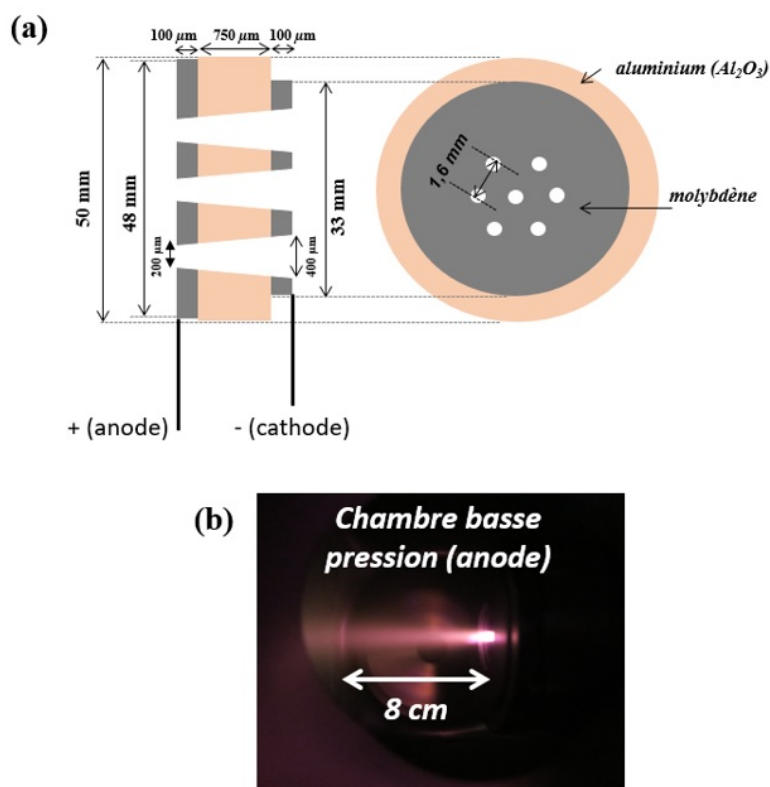 (a)
100 µm 750 µm 100 µm
aluminium (Al₂O₃)
1,6 mm
molybdène
50 mm
48 mm
200 µm
400 µm
33 mm
+ (anode)
- (cathode)
(b)
Chambre basse
pression (anode)
8 cm